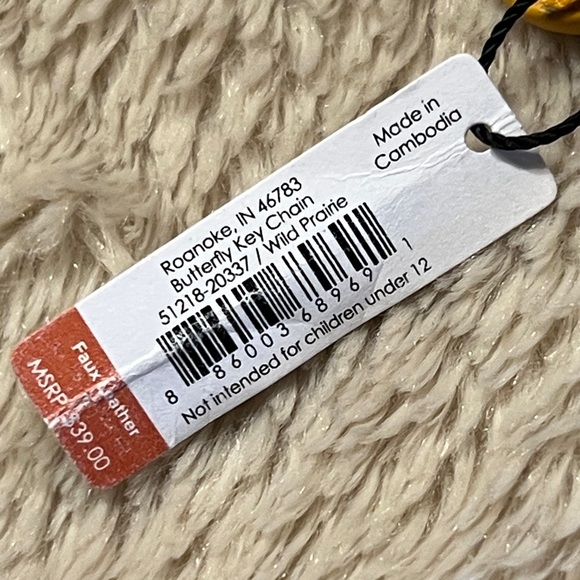 Made in
Cambodia
Roanoke, IN 46783
Butterfly Key Chain
51218-20337 / Wild Prairie
8 86003 68969 1
Not intended for children under 12
Faux Leather
MSRP $39.00